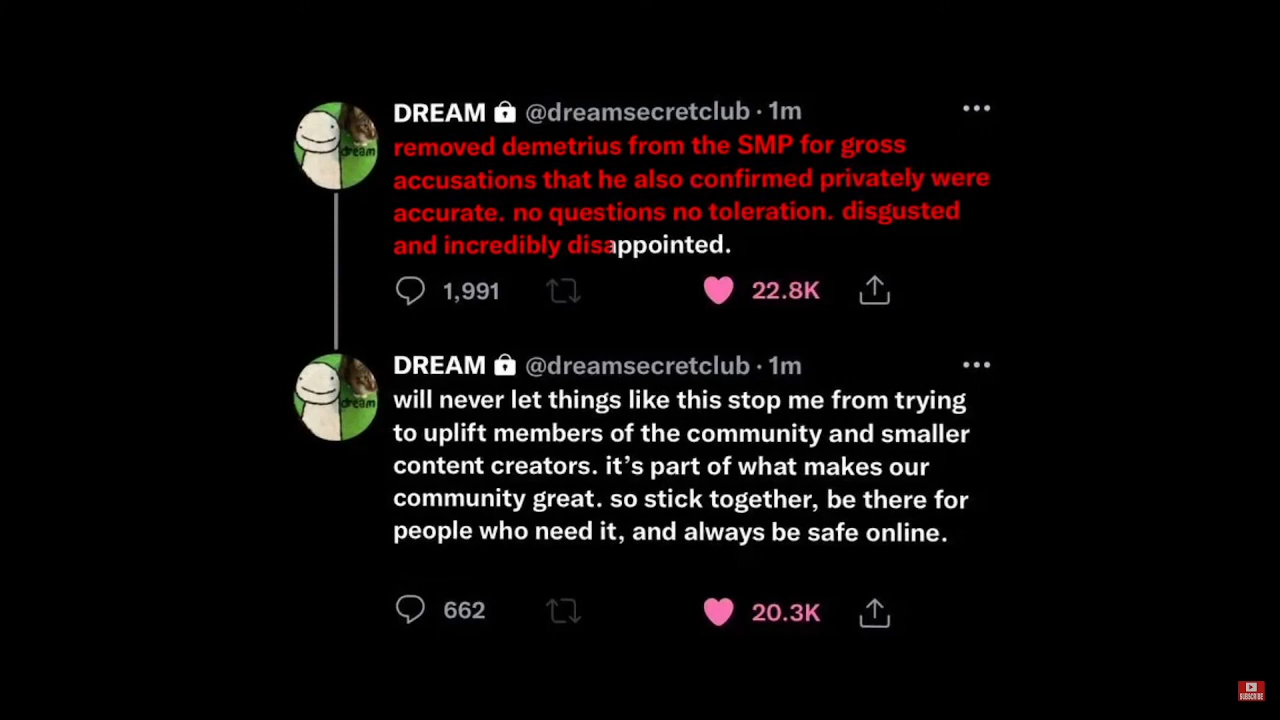 DREAM @dreamsecretclub · 1m
removed demetrius from the SMP for gross
accusations that he also confirmed privately were
accurate. no questions no toleration. disgusted
and incredibly disappointed.
1,991 22.8K
dream
DREAM @dreamsecretclub · 1m
will never let things like this stop me from trying
to uplift members of the community and smaller
content creators. it’s part of what makes our
community great. so stick together, be there for
people who need it, and always be safe online.
dream
662 20.3K
SUBSCRIBE